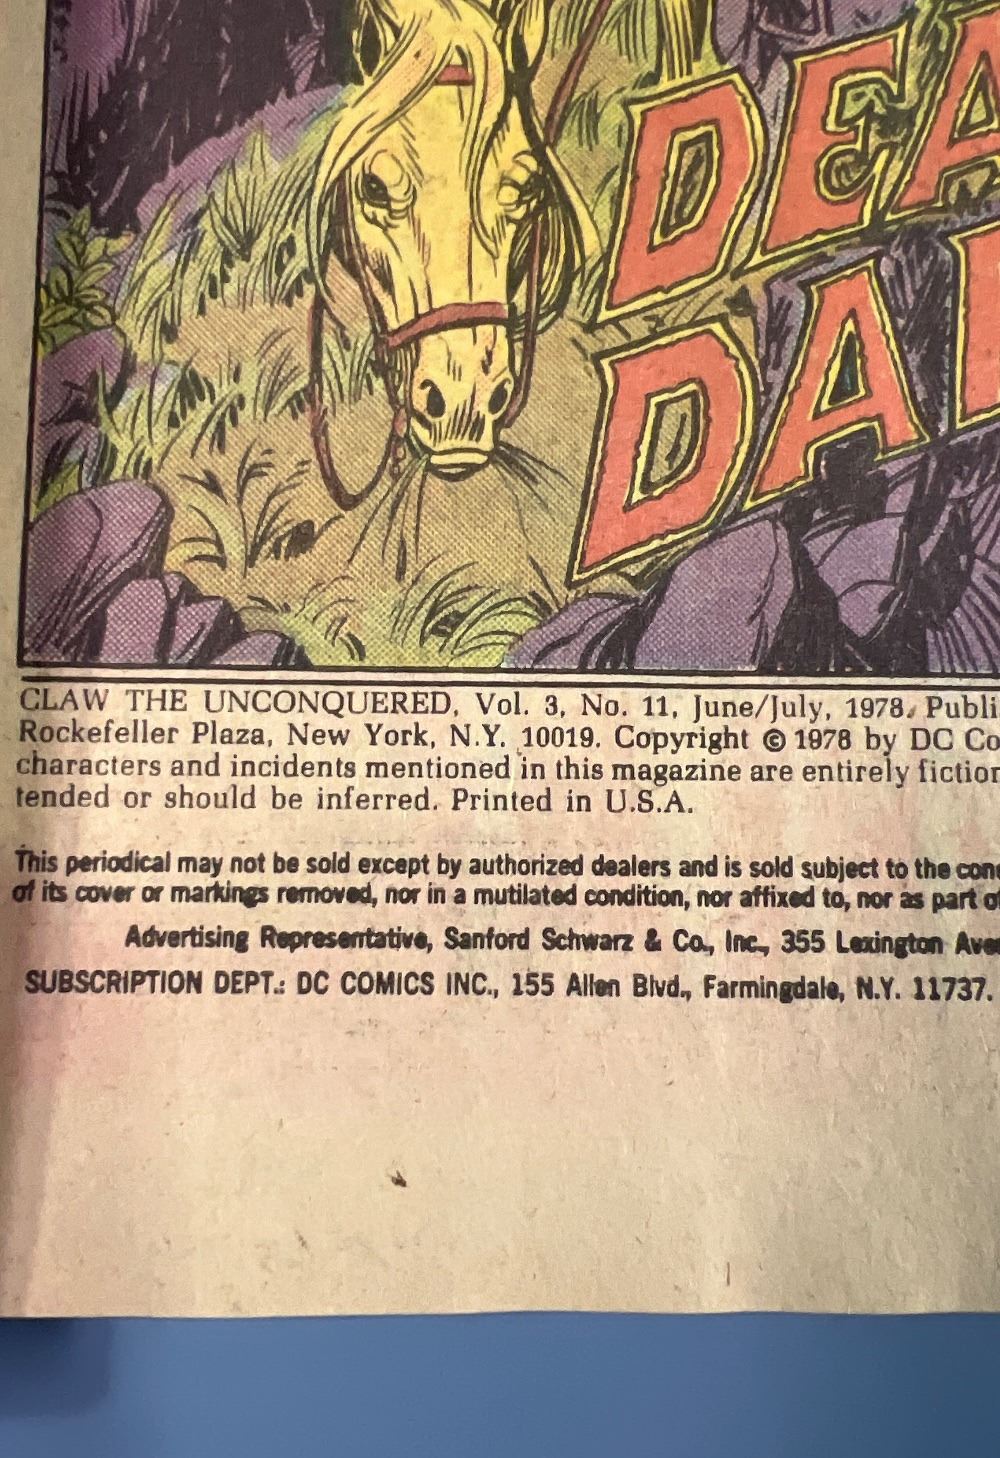 DEA
DA
CLAW THE UNCONQUERED, Vol. 3, No. 11, June/July, 1978. Publi
Rockefeller Plaza, New York, N.Y. 10019. Copyright © 1978 by DC Co
characters and incidents mentioned in this magazine are entirely fiction
tended or should be inferred. Printed in U.S.A.
This periodical may not be sold except by authorized dealers and is sold subject to the con
of its cover or markings removed, nor in a mutilated condition, nor affixed to, nor as part o
Advertising Representative, Sanford Schwarz & Co., Inc., 355 Lexington Ave
SUBSCRIPTION DEPT.: DC COMICS INC., 155 Allen Blvd., Farmingdale, N.Y. 11737.